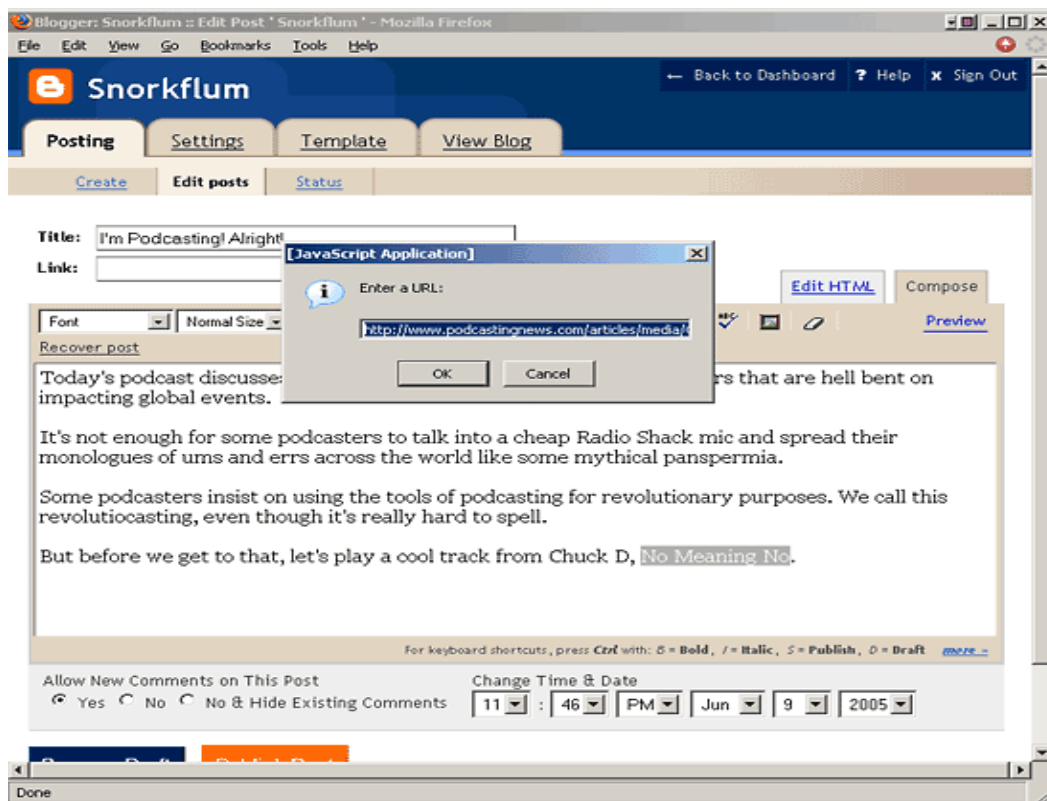 Blogger: Snorkflum :: Edit Post ' Snorkflum ' - Mozilla Firefox
File Edit View Go Bookmarks Tools Help
← Back to Dashboard ? Help x Sign Out
Snorkflum
Posting Settings Template View Blog
Create Edit posts Status
Title: I'm Podcasting! Alright!
[JavaScript Application]
Link:
Enter a URL:
Edit HTML Compose
http://www.podcastingnews.com/articles/media/
Font Normal Size ABC Preview
Recover post
OK Cancel
Today's podcast discusse rs that are hell bent on
impacting global events.
It's not enough for some podcasters to talk into a cheap Radio Shack mic and spread their
monologues of ums and errs across the world like some mythical panspermia.
Some podcasters insist on using the tools of podcasting for revolutionary purposes. We call this
revolutiocasting, even though it's really hard to spell.
But before we get to that, let's play a cool track from Chuck D, No Meaning No.
For keyboard shortcuts, press Ctrl with: B = Bold, I = Italic, S = Publish, D = Draft more »
Allow New Comments on This Post Change Time & Date
Yes No No & Hide Existing Comments 11 : 46 PM Jun 9 2005
Done